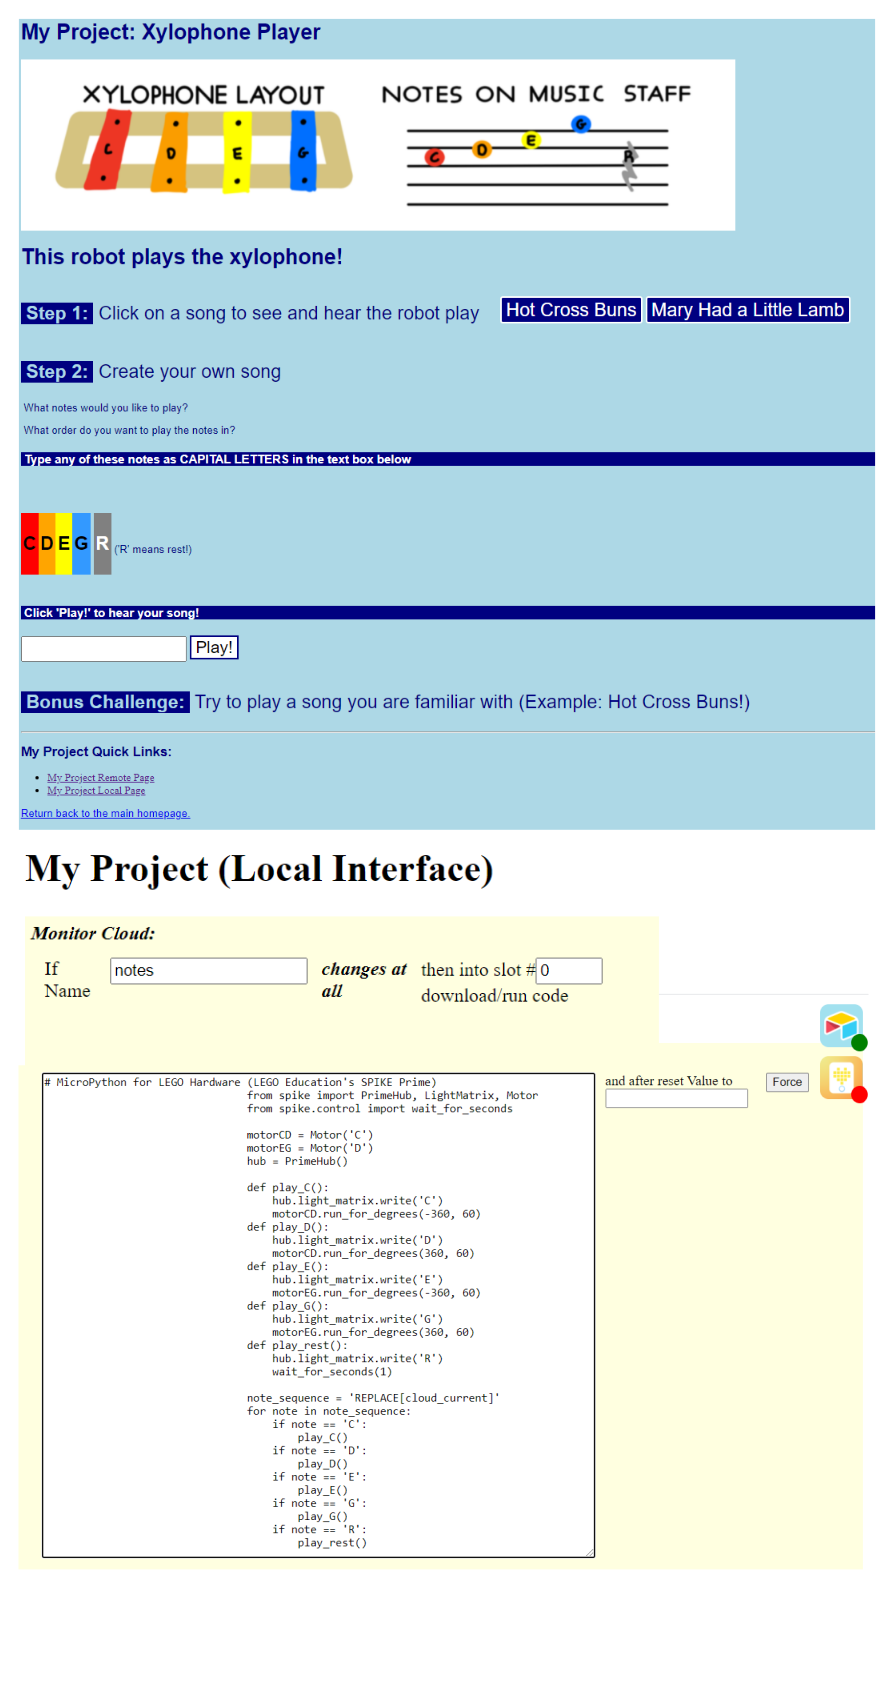 My Project: Xylophone Player
XYLOPHONE LAYOUT
NOTES ON MUSIC STAFF
C D E G
C D E G R
This robot plays the xylophone!
Step 1: Click on a song to see and hear the robot play Hot Cross Buns Mary Had a Little Lamb
Step 2: Create your own song
What notes would you like to play?
What order do you want to play the notes in?
Type any of these notes as CAPITAL LETTERS in the text box below
C D E G R ('R' means rest!)
Click 'Play!' to hear your song!
Play!
Bonus Challenge: Try to play a song you are familiar with (Example: Hot Cross Buns!)
My Project Quick Links:
My Project Remote Page
My Project Local Page
Return back to the main homepage.
My Project (Local Interface)
Monitor Cloud:
If Name
notes
changes at all
then into slot # 0
download/run code
# MicroPython for LEGO Hardware (LEGO Education's SPIKE Prime)
from spike import PrimeHub, LightMatrix, Motor
from spike.control import wait_for_seconds
motorCD = Motor('C')
motorEG = Motor('D')
hub = PrimeHub()
def play_C():
hub.light_matrix.write('C')
motorCD.run_for_degrees(-360, 60)
def play_D():
hub.light_matrix.write('D')
motorCD.run_for_degrees(360, 60)
def play_E():
hub.light_matrix.write('E')
motorEG.run_for_degrees(-360, 60)
def play_G():
hub.light_matrix.write('G')
motorEG.run_for_degrees(360, 60)
def play_rest():
hub.light_matrix.write('R')
wait_for_seconds(1)
note_sequence = 'REPLACE[cloud_current]'
for note in note_sequence:
if note == 'C':
play_C()
if note == 'D':
play_D()
if note == 'E':
play_E()
if note == 'G':
play_G()
if note == 'R':
play_rest()
and after reset Value to
Force